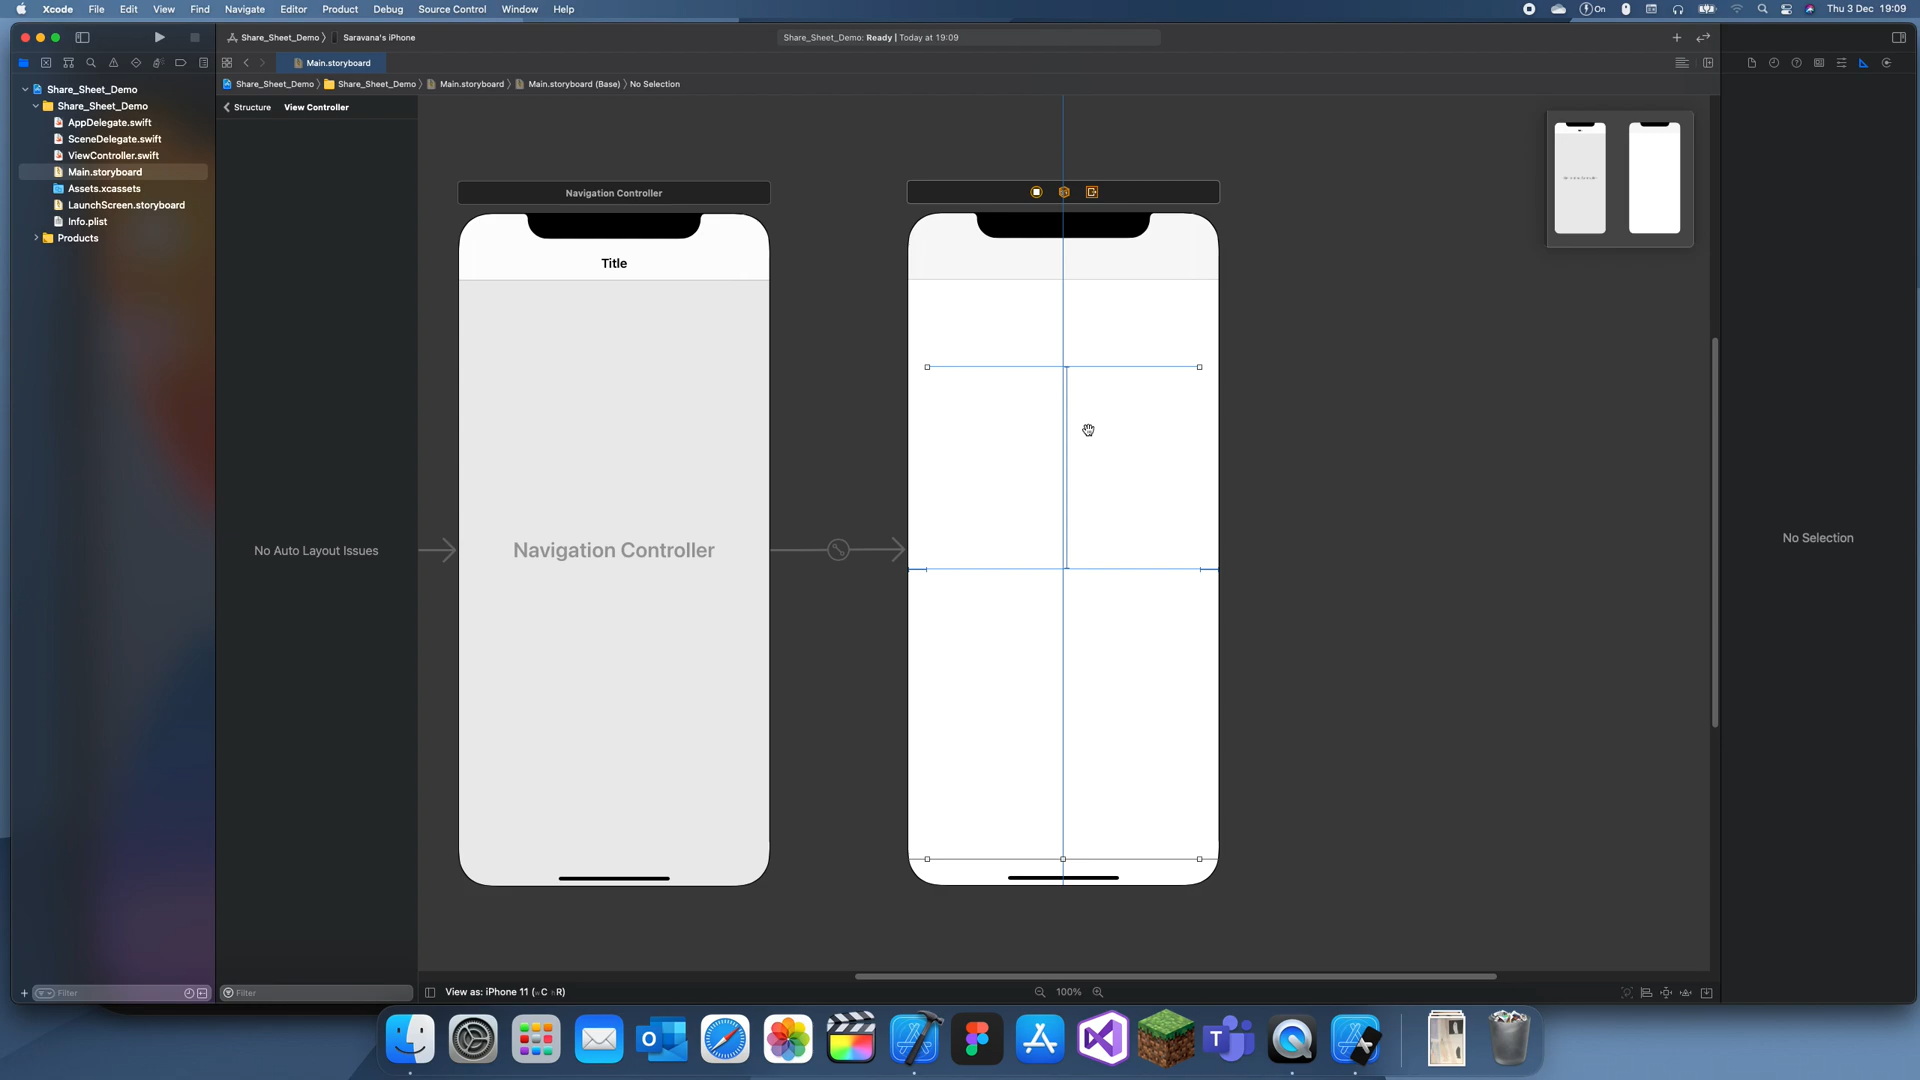 Xcode File Edit View Find Navigate Editor Product Debug Source Control Window Help
On Thu 3 Dec 19:09
Share_Sheet_Demo Saravana's iPhone
Share_Sheet_Demo: Ready | Today at 19:09
Main.storyboard
Share_Sheet_Demo Share_Sheet_Demo Main.storyboard Main.storyboard (Base) No Selection
Structure View Controller
Share_Sheet_Demo
Share_Sheet_Demo
AppDelegate.swift
SceneDelegate.swift
ViewController.swift
Main.storyboard
Assets.xcassets
LaunchScreen.storyboard
Info.plist
Products
No Auto Layout Issues
Navigation Controller
Title
Navigation Controller
No Selection
Filter
Filter
View as: iPhone 11 (wC hR)
100%